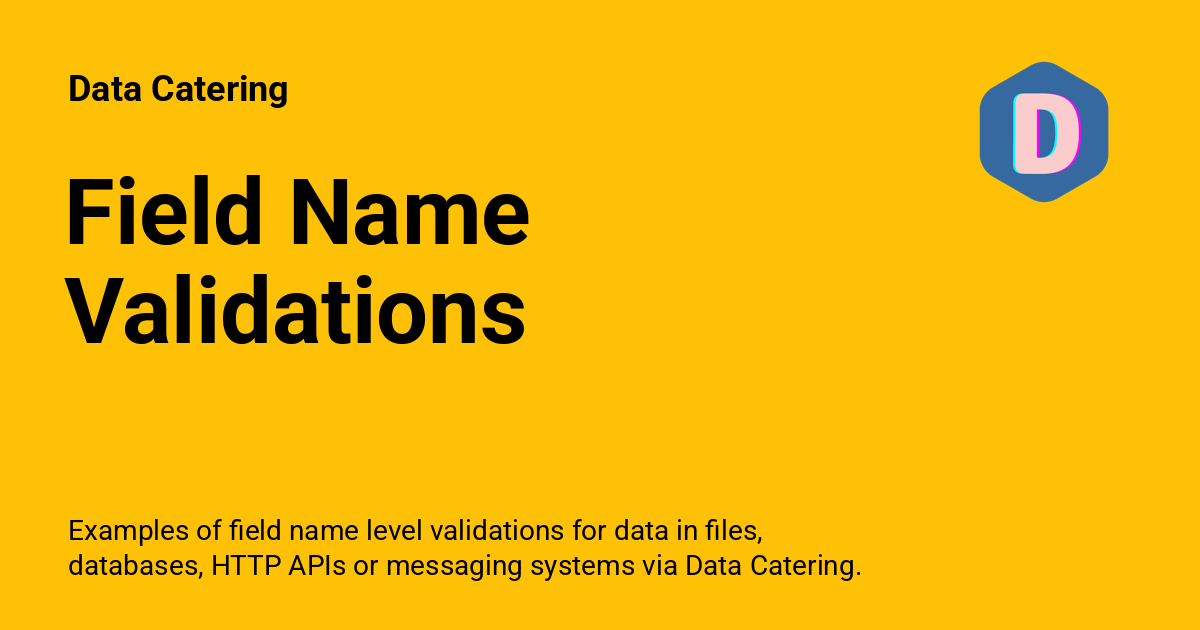 Data Catering
D
Field Name
Validations
Examples of field name level validations for data in files,
databases, HTTP APIs or messaging systems via Data Catering.